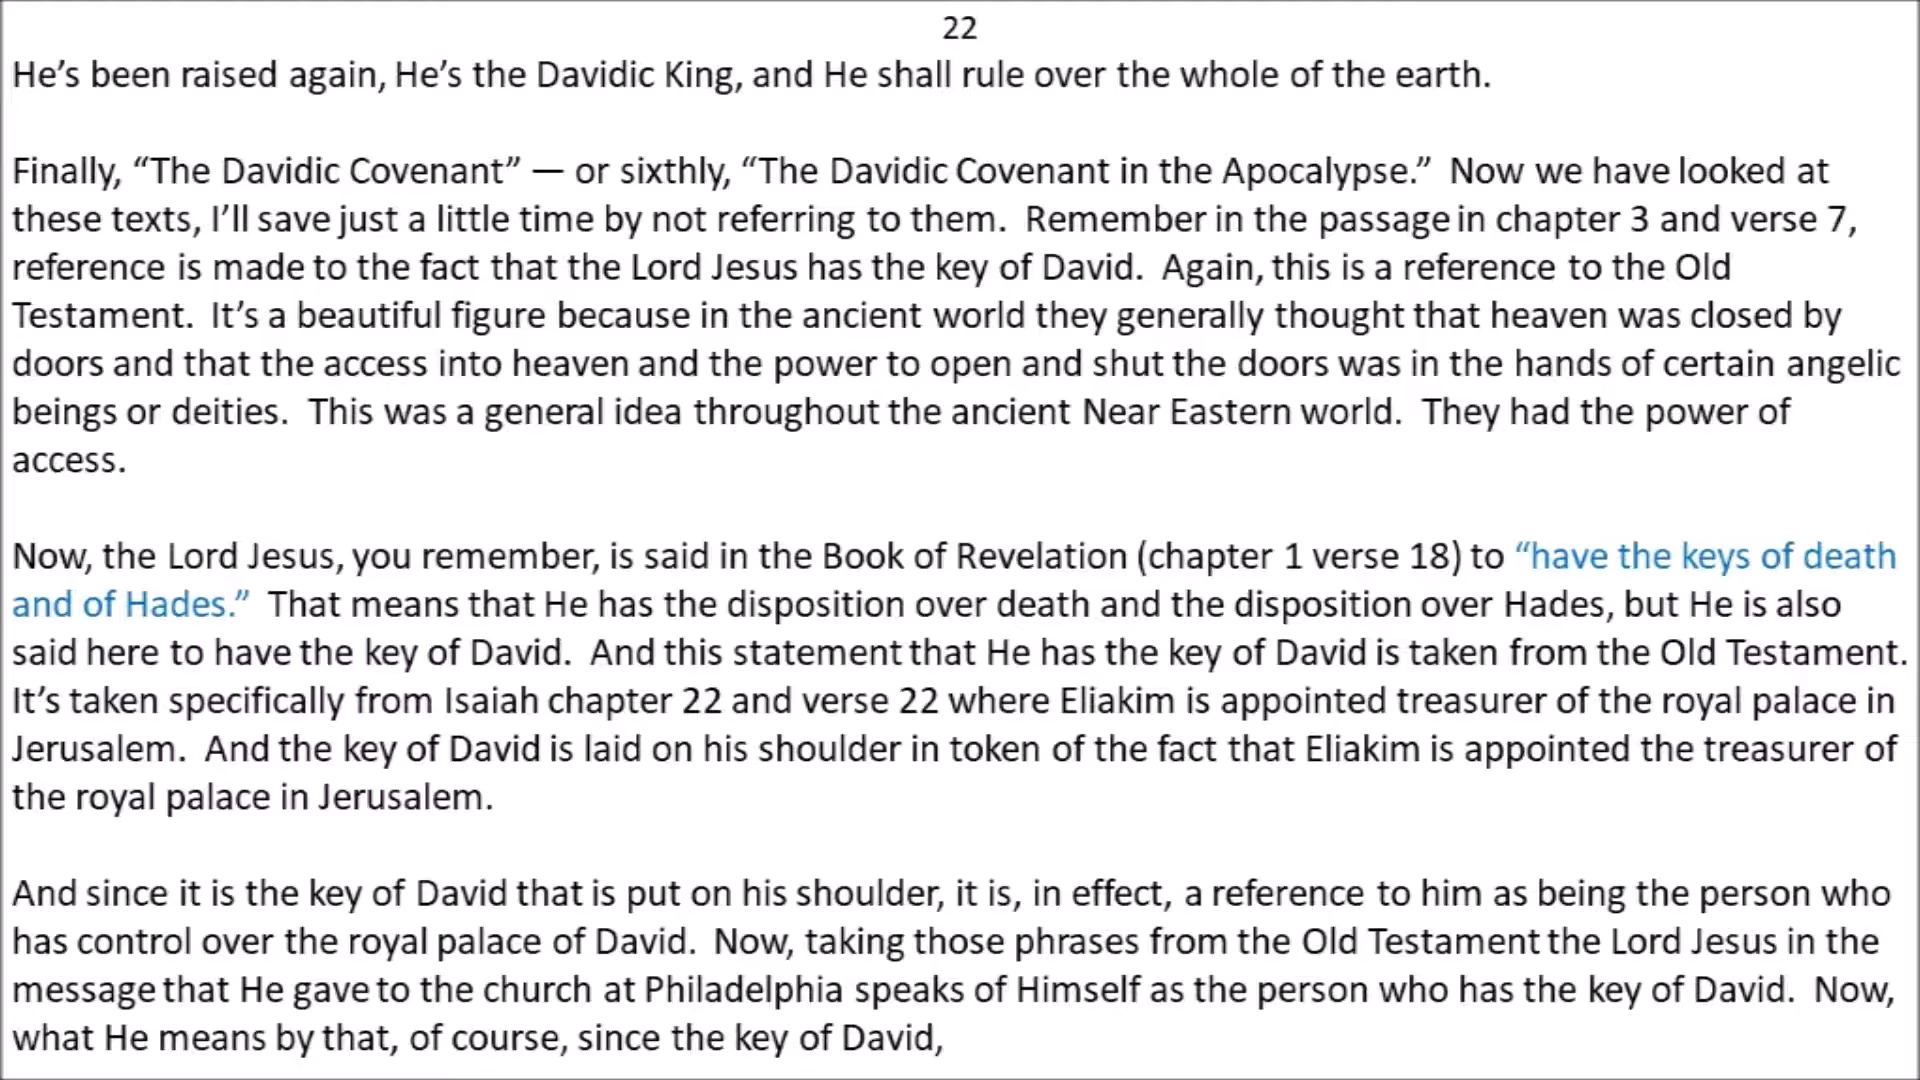 22
He’s been raised again, He’s the Davidic King, and He shall rule over the whole of the earth.
Finally, “The Davidic Covenant” — or sixthly, “The Davidic Covenant in the Apocalypse.” Now we have looked at
these texts, I’ll save just a little time by not referring to them. Remember in the passage in chapter 3 and verse 7,
reference is made to the fact that the Lord Jesus has the key of David. Again, this is a reference to the Old
Testament. It’s a beautiful figure because in the ancient world they generally thought that heaven was closed by
doors and that the access into heaven and the power to open and shut the doors was in the hands of certain angelic
beings or deities. This was a general idea throughout the ancient Near Eastern world. They had the power of
access.
Now, the Lord Jesus, you remember, is said in the Book of Revelation (chapter 1 verse 18) to “have the keys of death
and of Hades.” That means that He has the disposition over death and the disposition over Hades, but He is also
said here to have the key of David. And this statement that He has the key of David is taken from the Old Testament.
It’s taken specifically from Isaiah chapter 22 and verse 22 where Eliakim is appointed treasurer of the royal palace in
Jerusalem. And the key of David is laid on his shoulder in token of the fact that Eliakim is appointed the treasurer of
the royal palace in Jerusalem.
And since it is the key of David that is put on his shoulder, it is, in effect, a reference to him as being the person who
has control over the royal palace of David. Now, taking those phrases from the Old Testament the Lord Jesus in the
message that He gave to the church at Philadelphia speaks of Himself as the person who has the key of David. Now,
what He means by that, of course, since the key of David,